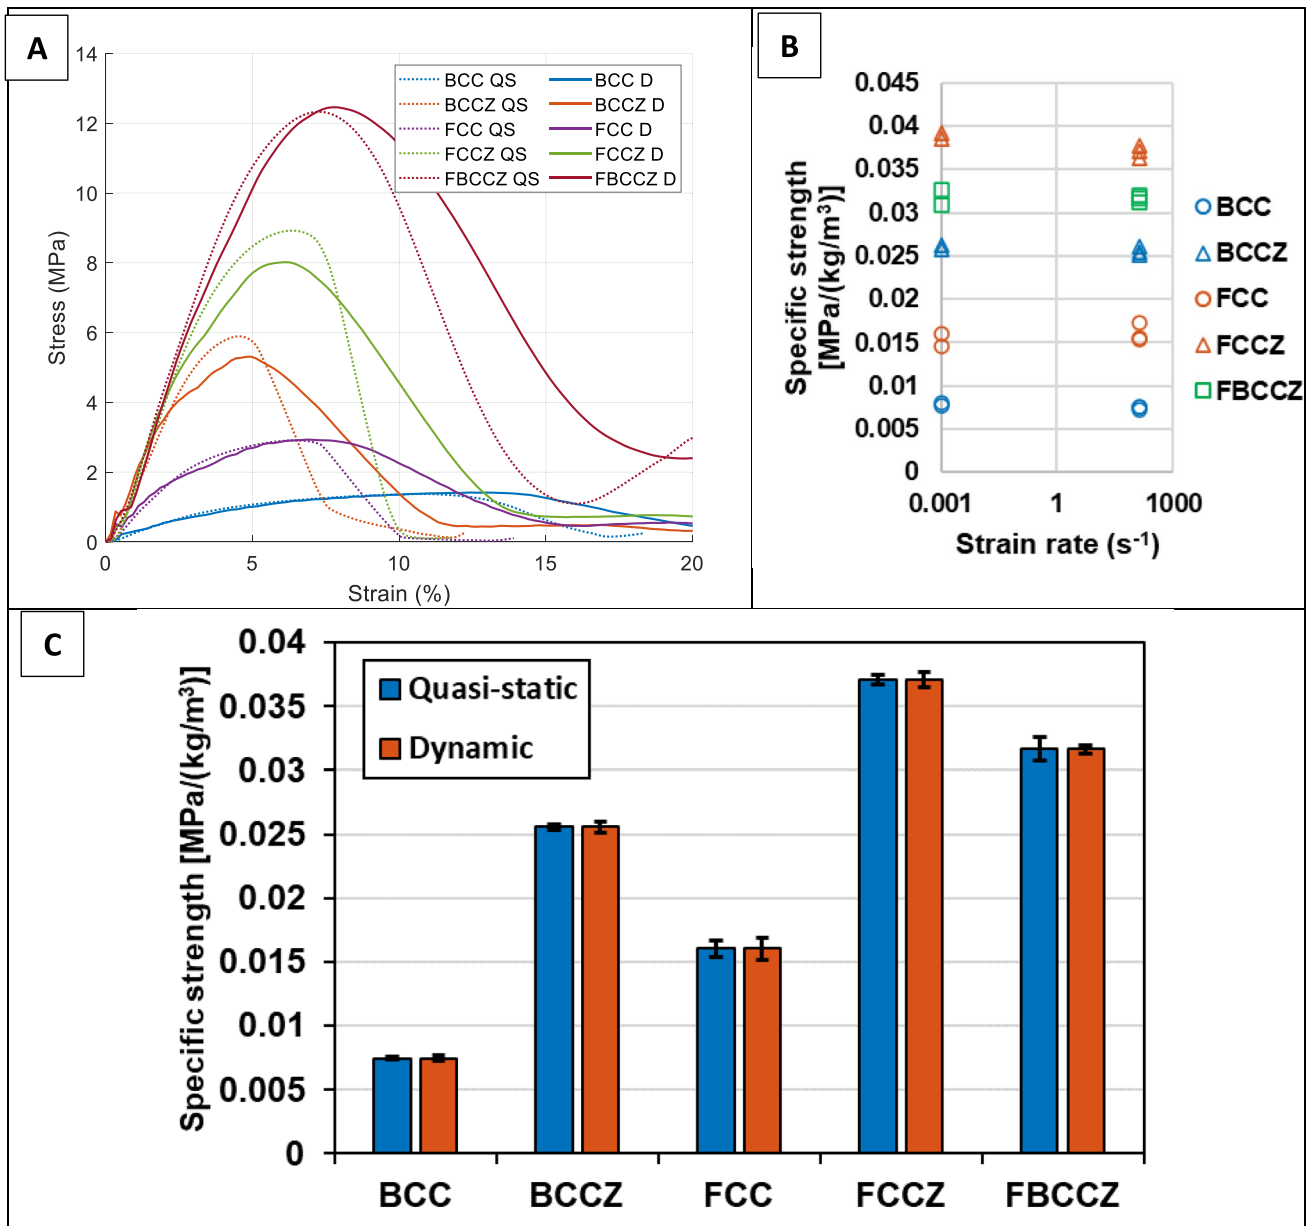 A
14
12
10
8
6
4
2
0
Stress (MPa)
0 5 10 15 20
Strain (%)
BCC QS BCC D
BCCZ QS BCCZ D
FCC QS FCC D
FCCZ QS FCCZ D
FBCCZ QS FBCCZ D
B
0.045
0.04
0.035
0.03
0.025
0.02
0.015
0.01
0.005
0
Specific strength
[MPa/(kg/m³)]
0.001 1 1000
Strain rate (s⁻¹)
BCC
BCCZ
FCC
FCCZ
FBCCZ
C
0.04
0.035
0.03
0.025
0.02
0.015
0.01
0.005
0
Specific strength [MPa/(kg/m³)]
Quasi-static
Dynamic
BCC BCCZ FCC FCCZ FBCCZ